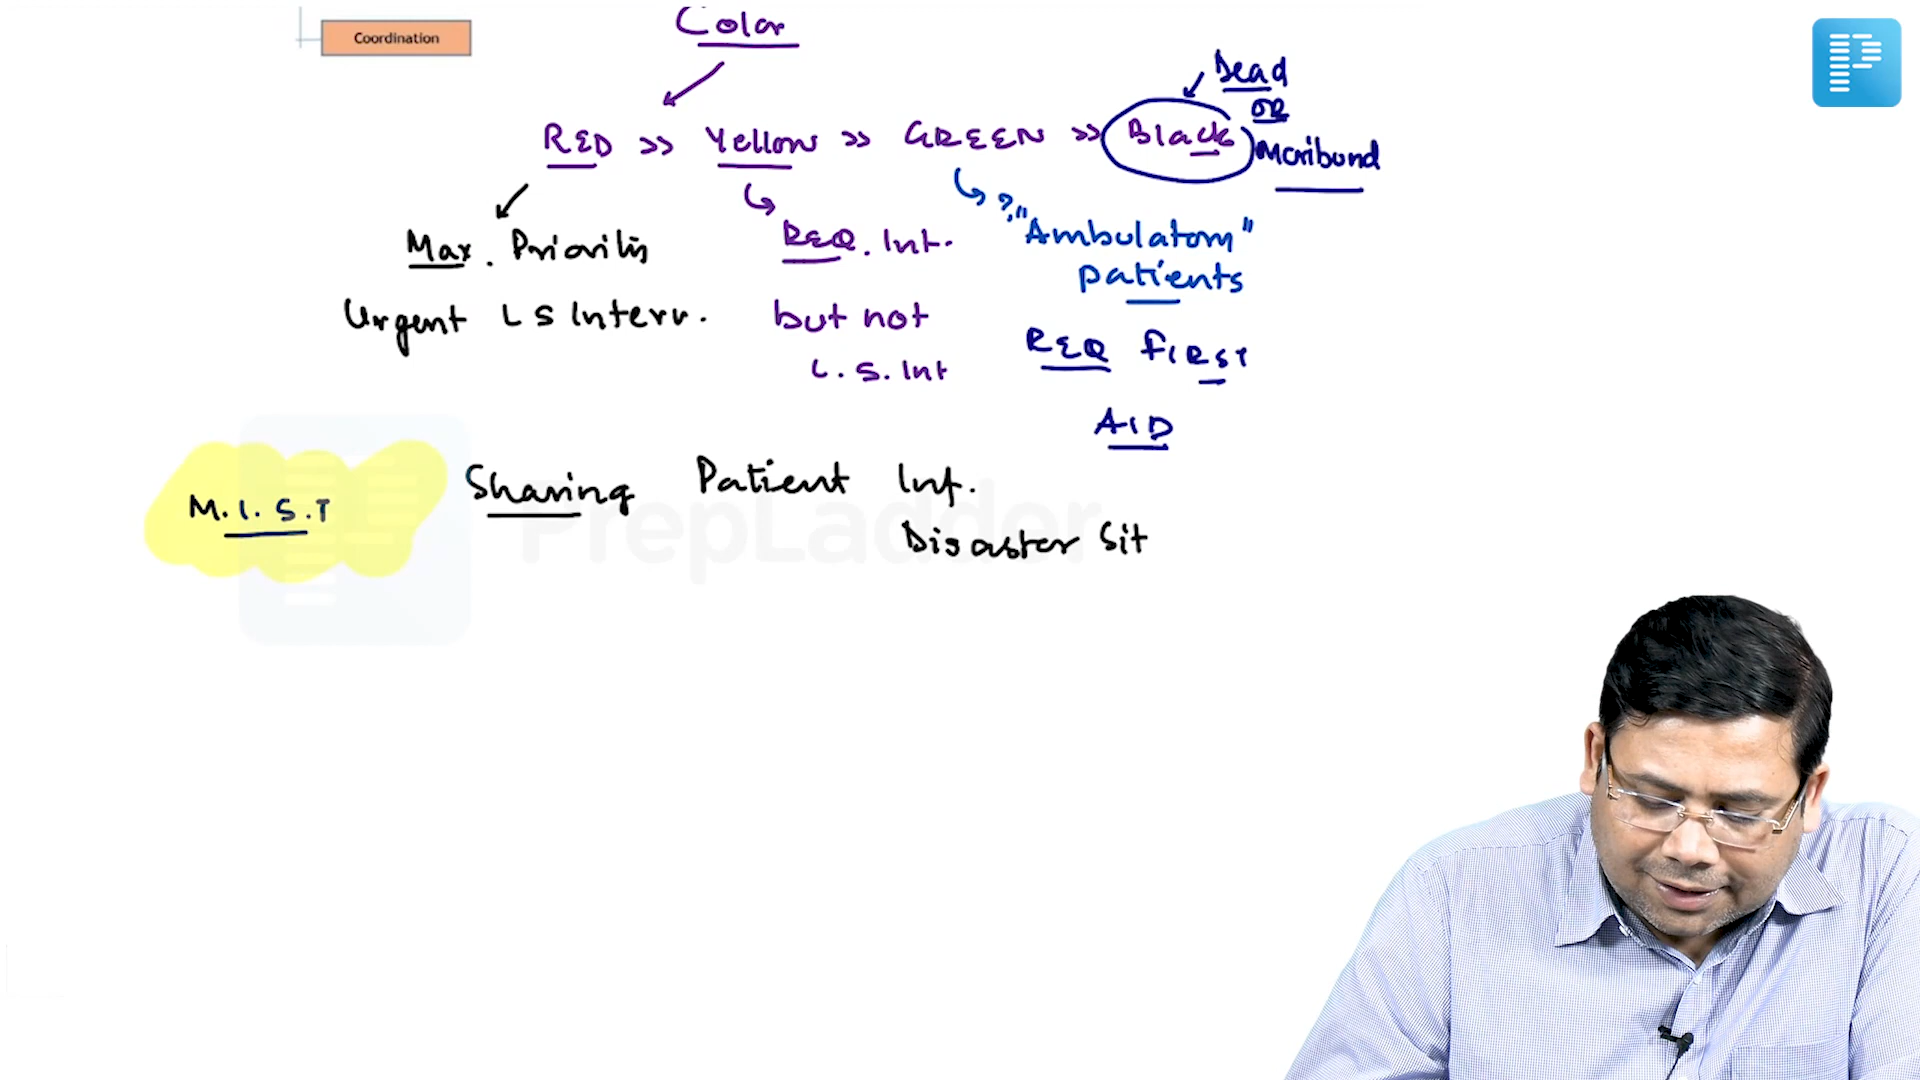 Coordination
Color
RED >> Yellow >> GREEN >> Black
Dead
OR
Moribund
Max. Priority
Urgent LS Interv.
REQ. Int.
but not
L.S. Int
?"Ambulatory"
patients
REQ FIRST
AID
M.I.S.T
Sharing Patient Inf.
Disaster Sit
PrepLadder